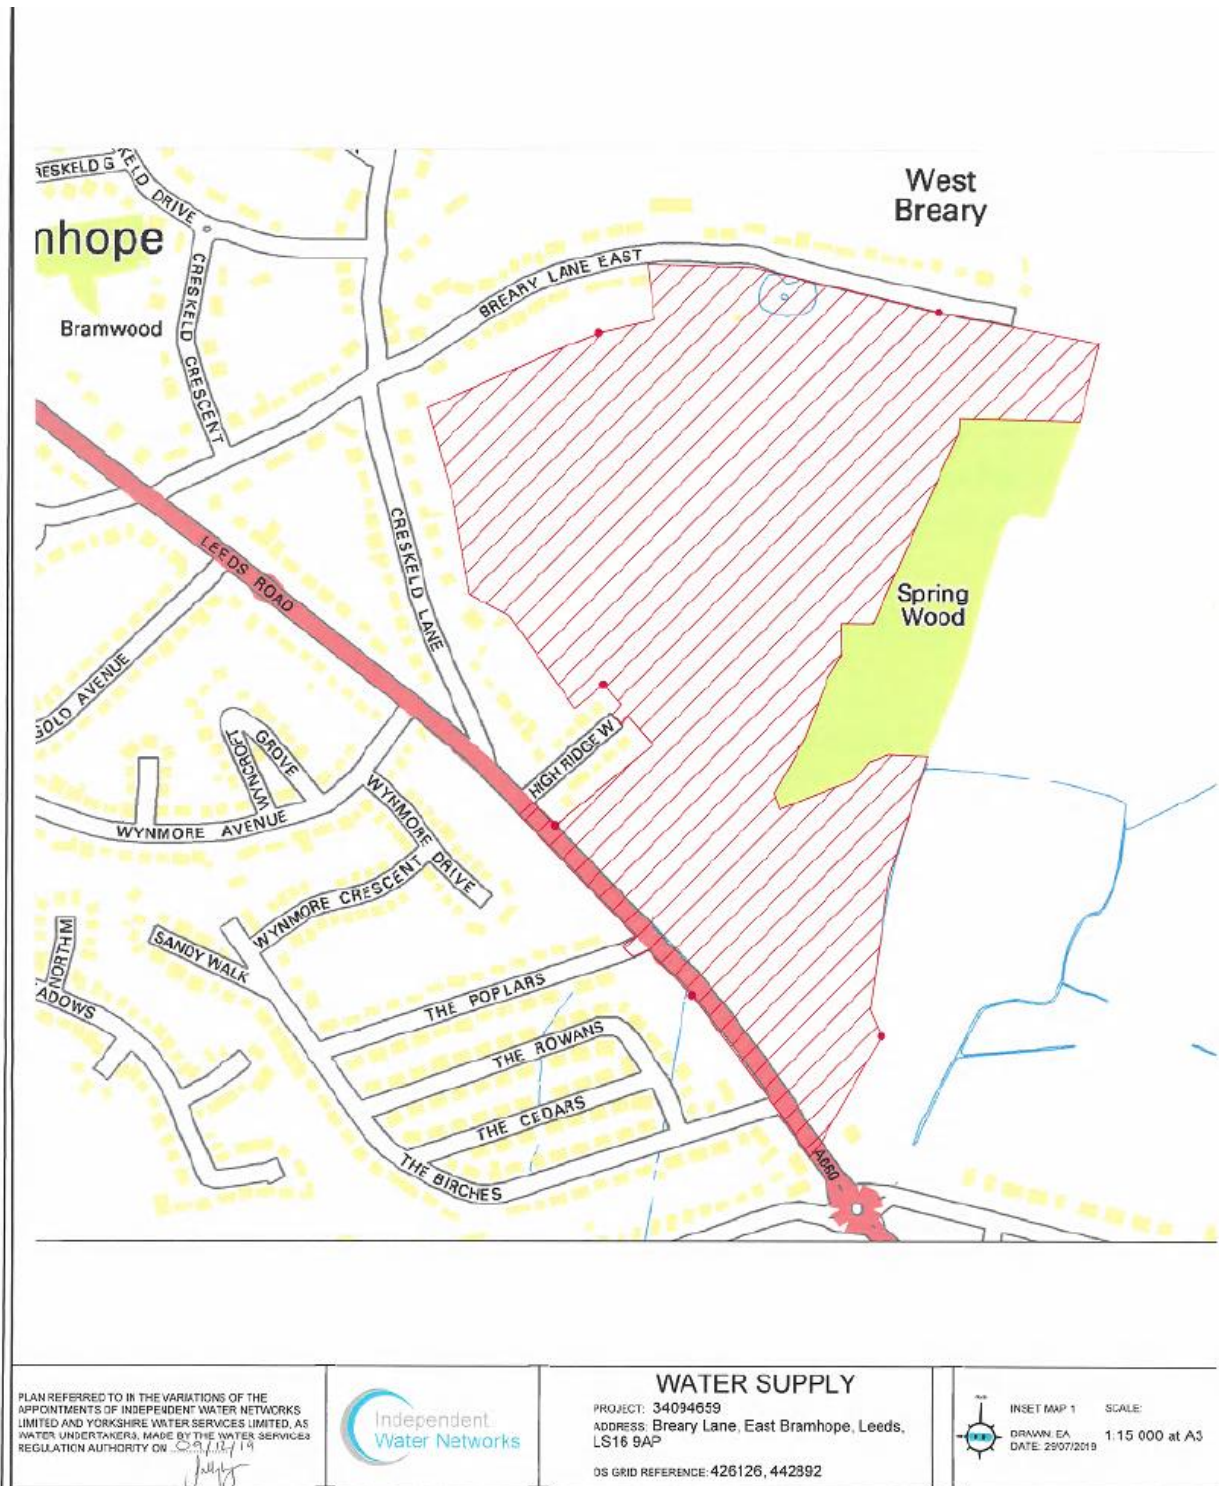 RESKELD G
KELD DRIVE
West
Breary
nhope
BREARY LANE EAST
CRESKELD CRESCENT
Bramwood
CRESKELD LANE
LEEDS ROAD
Spring
Wood
GOLD AVENUE
WYNCROFT
GROVE
HIGH RIDGE W
WYNMORE AVENUE
WYNMORE DRIVE
WYNMORE CRESCENT
SANDY WALK
NORTH M
ADOWS
THE POPLARS
THE ROWANS
THE CEDARS
THE BIRCHES
A660
PLAN REFERRED TO IN THE VARIATIONS OF THE
APPOINTMENTS OF INDEPENDENT WATER NETWORKS
LIMITED AND YORKSHIRE WATER SERVICES LIMITED, AS
WATER UNDERTAKERS, MADE BY THE WATER SERVICES
REGULATION AUTHORITY ON 09/12/19
Independent
Water Networks
WATER SUPPLY
PROJECT: 34094659
ADDRESS: Breary Lane, East Bramhope, Leeds,
LS16 9AP
OS GRID REFERENCE: 426126, 442892
INSET MAP 1
DRAWN: EA
DATE: 29/07/2019
SCALE:
1:15 000 at A3